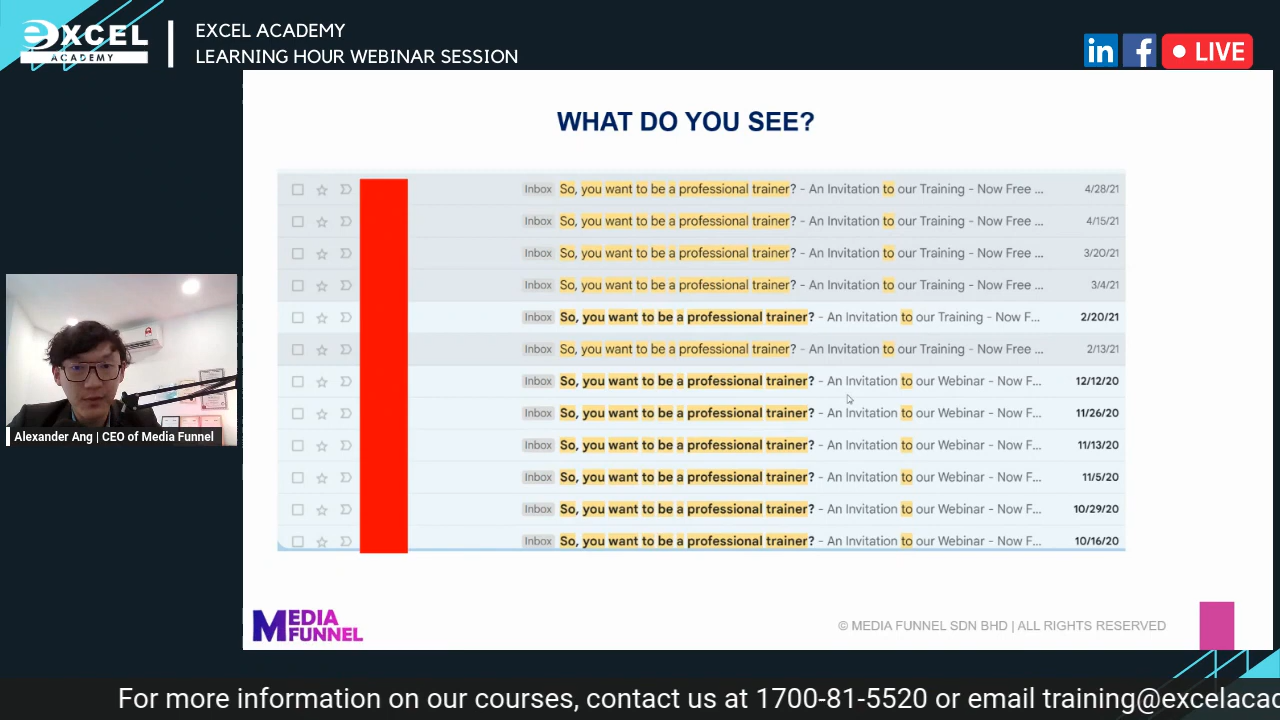 eXCEL
ACADEMY
EXCEL ACADEMY
LEARNING HOUR WEBINAR SESSION
in
f
LIVE
WHAT DO YOU SEE?
Inbox So, you want to be a professional trainer? - An Invitation to our Training - Now Free ... 4/28/21
Inbox So, you want to be a professional trainer? - An Invitation to our Training - Now Free ... 4/15/21
Inbox So, you want to be a professional trainer? - An Invitation to our Training - Now Free ... 3/20/21
Inbox So, you want to be a professional trainer? - An Invitation to our Training - Now Free ... 3/4/21
Inbox So, you want to be a professional trainer? - An Invitation to our Training - Now F... 2/20/21
Inbox So, you want to be a professional trainer? - An Invitation to our Training - Now Free ... 2/13/21
Inbox So, you want to be a professional trainer? - An Invitation to our Webinar - Now F... 12/12/20
Inbox So, you want to be a professional trainer? - An Invitation to our Webinar - Now F... 11/26/20
Inbox So, you want to be a professional trainer? - An Invitation to our Webinar - Now F... 11/13/20
Inbox So, you want to be a professional trainer? - An Invitation to our Webinar - Now F... 11/5/20
Inbox So, you want to be a professional trainer? - An Invitation to our Webinar - Now F... 10/29/20
Inbox So, you want to be a professional trainer? - An Invitation to our Webinar - Now F... 10/16/20
Alexander Ang | CEO of Media Funnel
MEDIA
FUNNEL
© MEDIA FUNNEL SDN BHD | ALL RIGHTS RESERVED
For more information on our courses, contact us at 1700-81-5520 or email training@excelacad